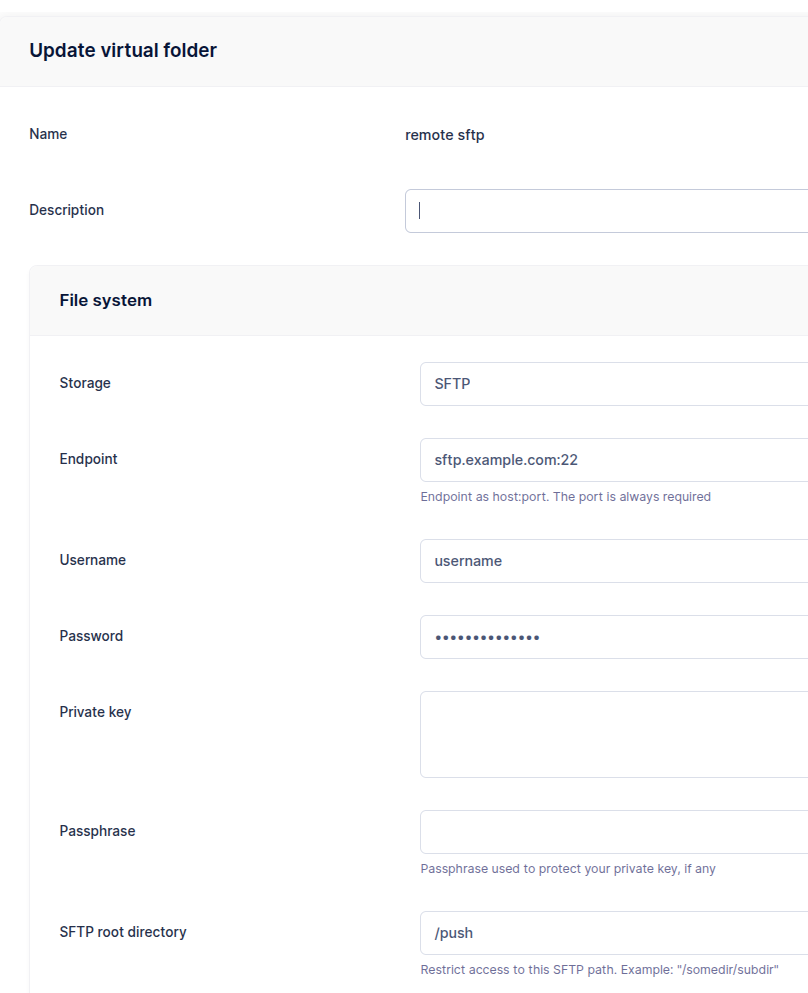 Update virtual folder
Name
remote sftp
Description
File system
Storage
SFTP
Endpoint
sftp.example.com:22
Endpoint as host:port. The port is always required
Username
username
Password
••••••••••••••
Private key
Passphrase
Passphrase used to protect your private key, if any
SFTP root directory
/push
Restrict access to this SFTP path. Example: "/somedir/subdir"